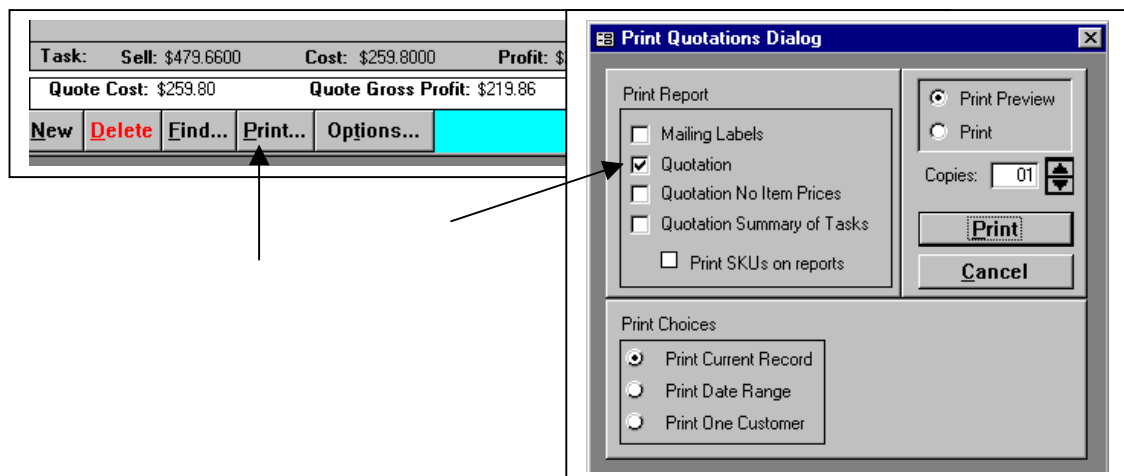 Task: Sell: $479.6600 Cost: $259.8000 Profit: $
Quote Cost: $259.80 Quote Gross Profit: $219.86
New Delete Find... Print... Options...
Print Quotations Dialog
Print Report
Mailing Labels
Quotation
Quotation No Item Prices
Quotation Summary of Tasks
Print SKUs on reports
Print Preview
Print
Copies: 01
Print
Cancel
Print Choices
Print Current Record
Print Date Range
Print One Customer